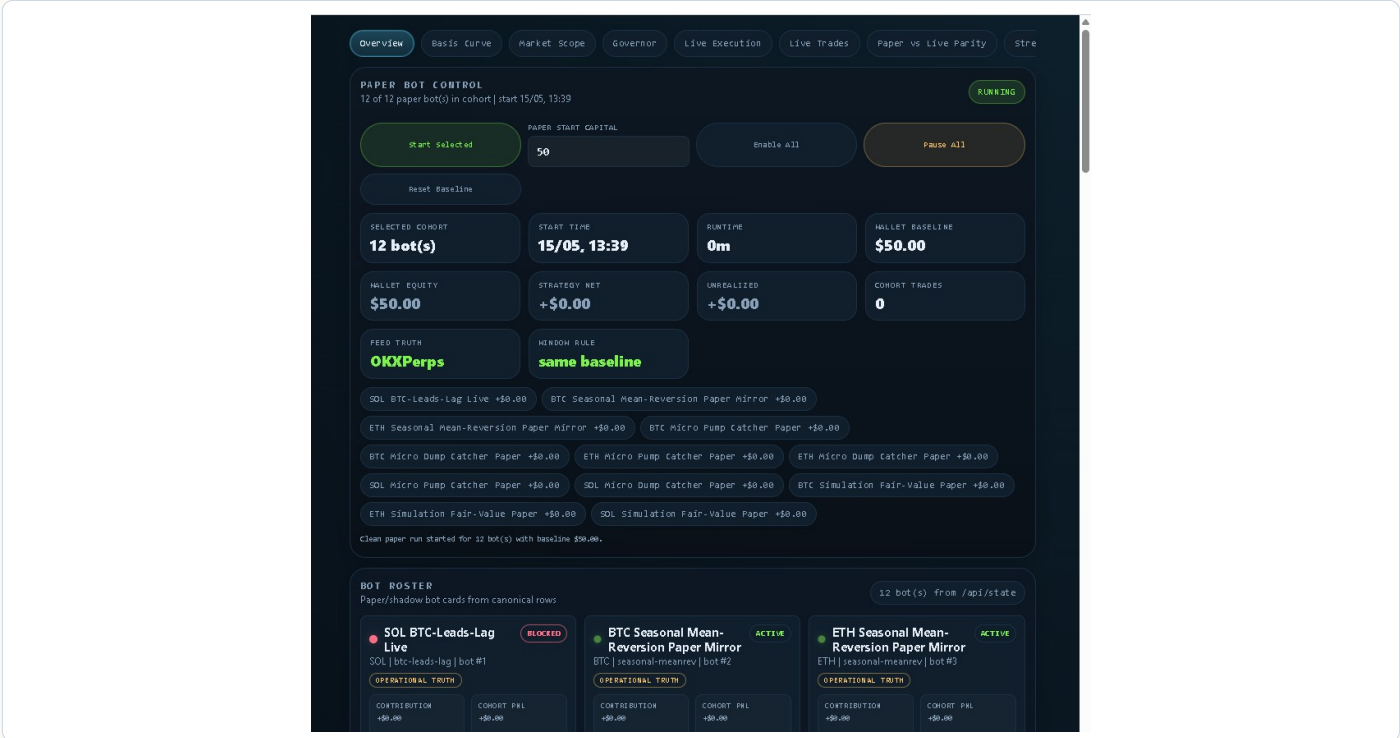 Overview Basis Curve Market Scope Governor Live Execution Live Trades Paper vs Live Parity Stre
PAPER BOT CONTROL
12 of 12 paper bot(s) in cohort | start 15/05, 13:39
RUNNING
PAPER START CAPITAL
Start Selected 50 Enable All Pause All
Reset Baseline
SELECTED COHORT START TIME RUNTIME WALLET BASELINE
12 bot(s) 15/05, 13:39 0m $50.00
WALLET EQUITY STRATEGY NET UNREALIZED COHORT TRADES
$50.00 +$0.00 +$0.00 0
FEED TRUTH WINDOW RULE
OKXPerps same baseline
SOL BTC-Leads-Lag Live +$0.00 BTC Seasonal Mean-Reversion Paper Mirror +$0.00
ETH Seasonal Mean-Reversion Paper Mirror +$0.00 BTC Micro Pump Catcher Paper +$0.00
BTC Micro Dump Catcher Paper +$0.00 ETH Micro Pump Catcher Paper +$0.00 ETH Micro Dump Catcher Paper +$0.00
SOL Micro Pump Catcher Paper +$0.00 SOL Micro Dump Catcher Paper +$0.00 BTC Simulation Fair-Value Paper +$0.00
ETH Simulation Fair-Value Paper +$0.00 SOL Simulation Fair-Value Paper +$0.00
Clean paper run started for 12 bot(s) with baseline $50.00.
BOT ROSTER
Paper/shadow bot cards from canonical rows
12 bot(s) from /api/state
SOL BTC-Leads-Lag
Live
BLOCKED
SOL | btc-leads-lag | bot #1
OPERATIONAL TRUTH
CONTRIBUTION COHORT PNL
+$0.00 +$0.00
BTC Seasonal Mean-
Reversion Paper Mirror
ACTIVE
BTC | seasonal-meanrev | bot #2
OPERATIONAL TRUTH
CONTRIBUTION COHORT PNL
+$0.00 +$0.00
ETH Seasonal Mean-
Reversion Paper Mirror
ACTIVE
ETH | seasonal-meanrev | bot #3
OPERATIONAL TRUTH
CONTRIBUTION COHORT PNL
+$0.00 +$0.00